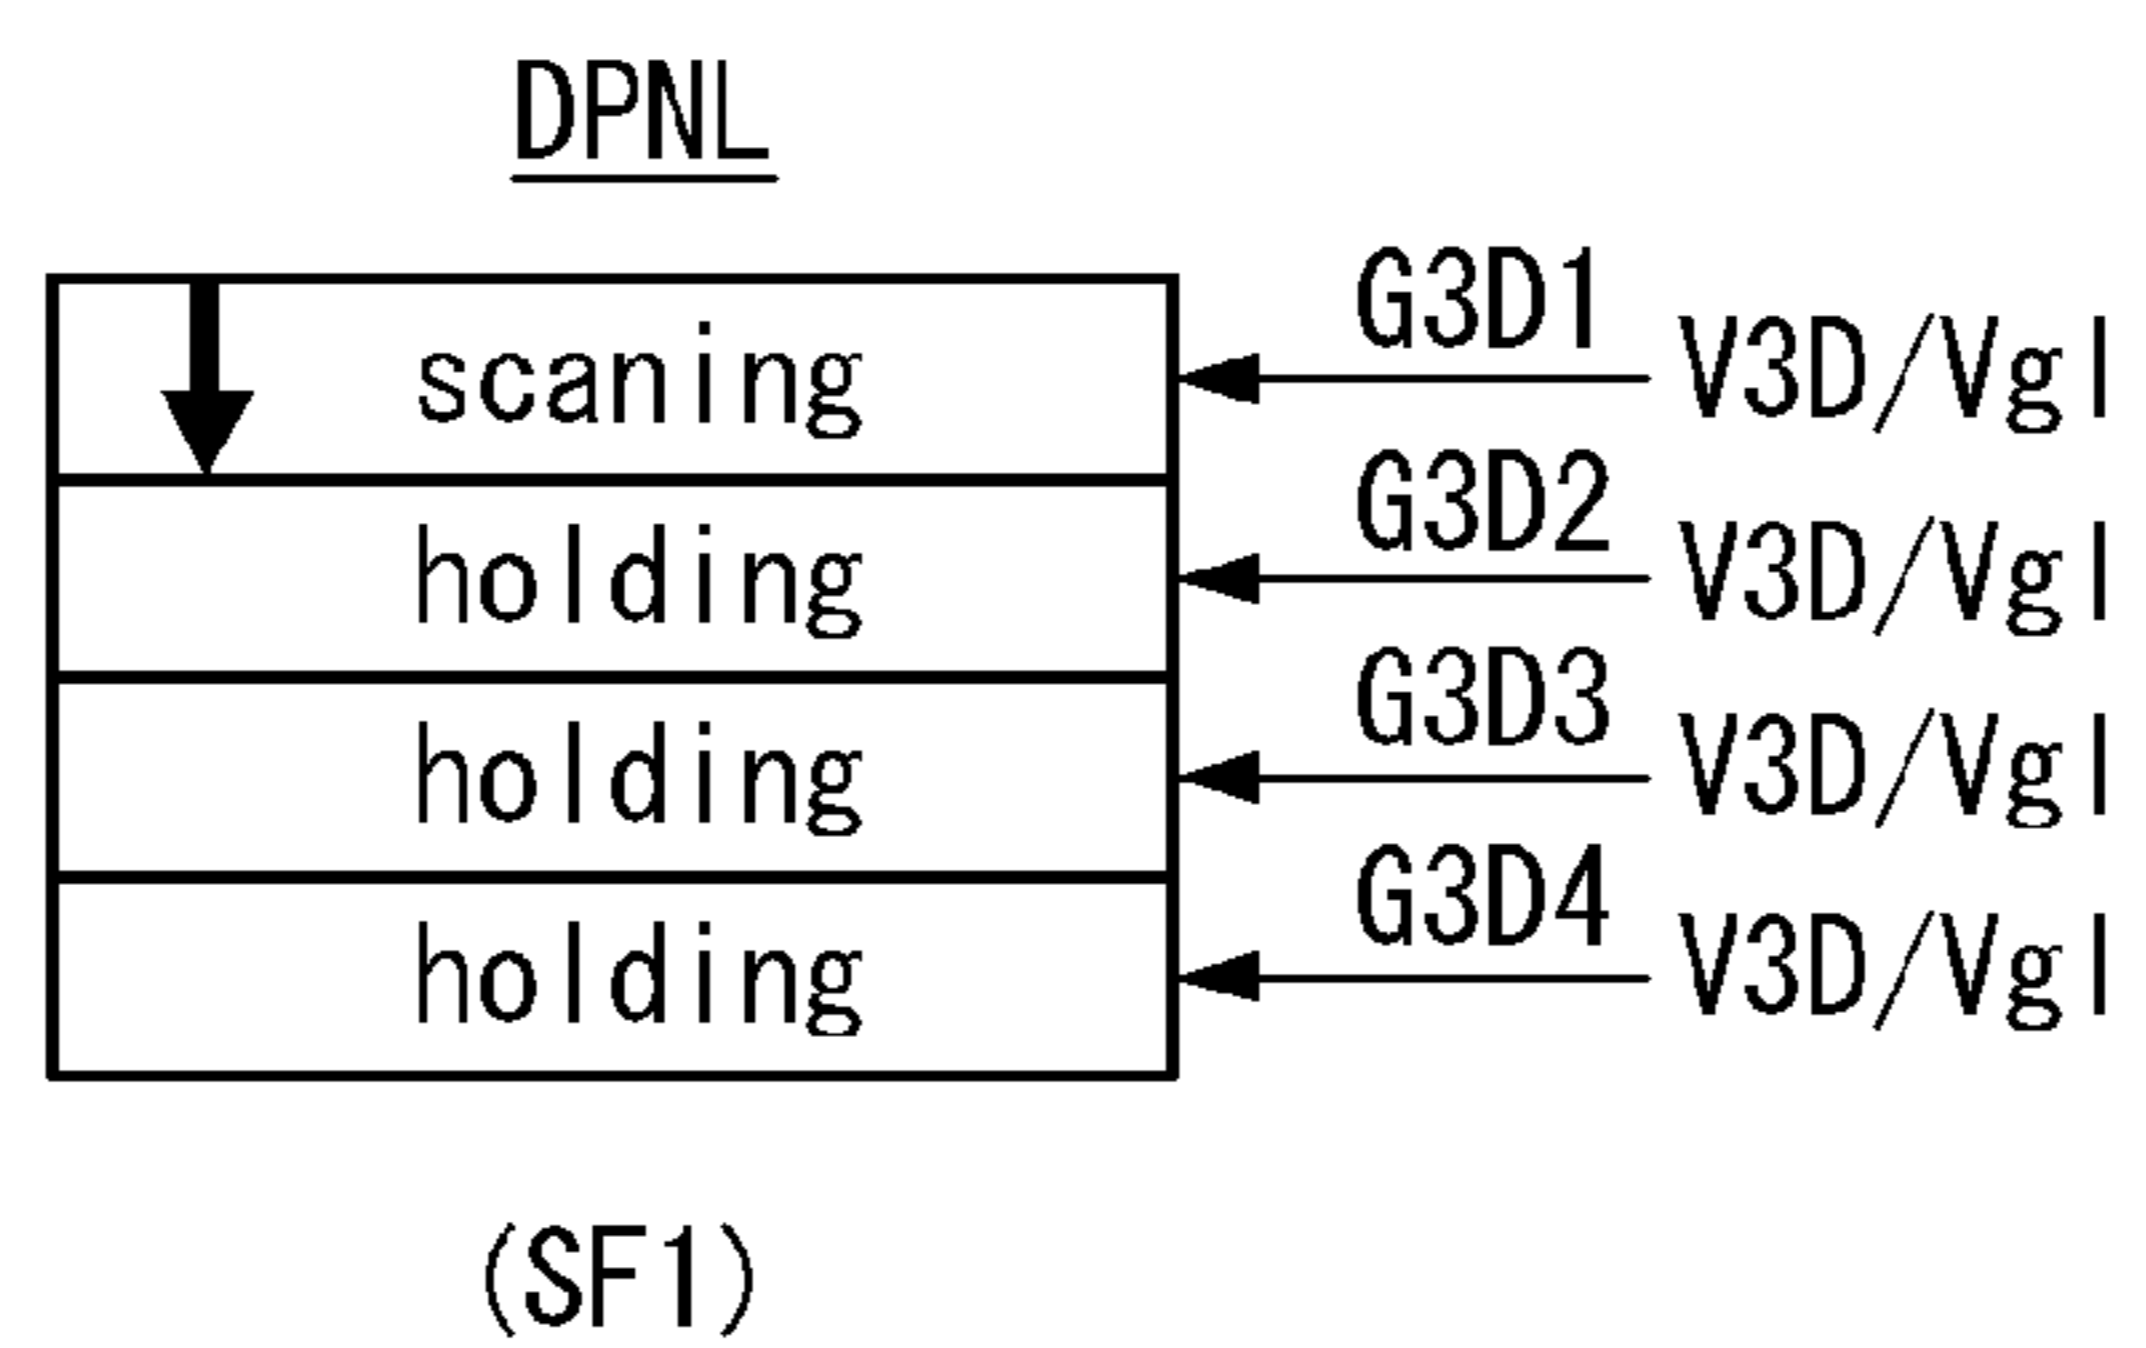 DPNL
G3D1
scaning V3D/Vgl
G3D2
holding V3D/Vgl
G3D3
holding V3D/Vgl
G3D4
holding V3D/Vgl
(SF1)